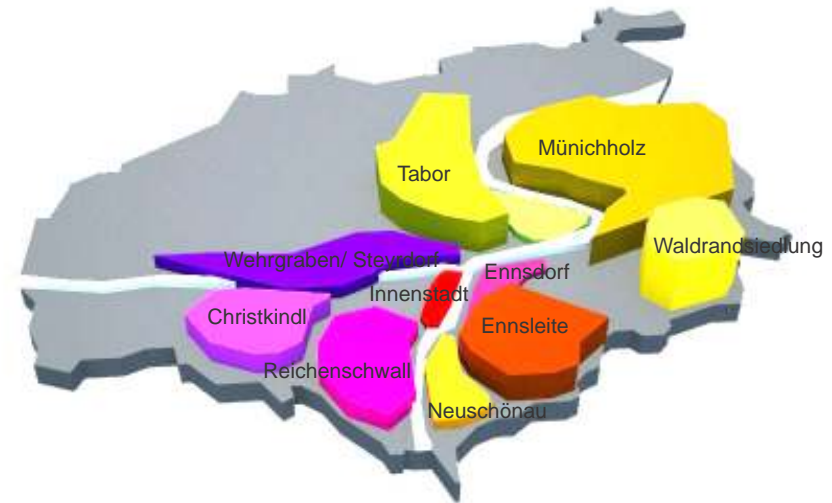 Münichholz
Tabor
Waldrandsiedlung
Wehrgraben/ Steyrdorf
Ennsdorf
Innenstadt
Christkindl
Ennsleite
Reichenschwall
Neuschönau